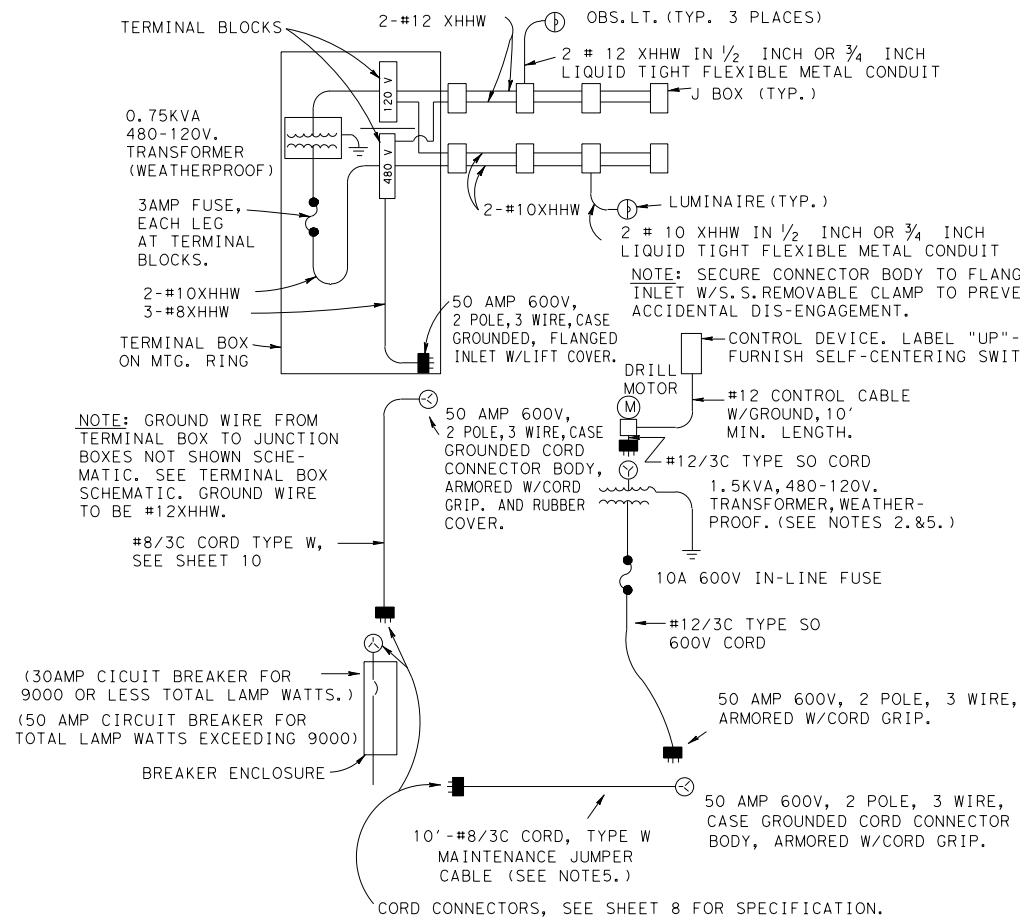 TERMINAL BLOCKS
2-#12 XHHW
OBS.LT.(TYP. 3 PLACES)
2 # 12 XHHW IN ½ INCH OR ¾ INCH
LIQUID TIGHT FLEXIBLE METAL CONDUIT
J BOX (TYP.)
120 V
480 V
0.75KVA
480-120V.
TRANSFORMER
(WEATHERPROOF)
3AMP FUSE,
EACH LEG
AT TERMINAL
BLOCKS.
2-#10XHHW
LUMINAIRE(TYP.)
2 # 10 XHHW IN ½ INCH OR ¾ INCH
LIQUID TIGHT FLEXIBLE METAL CONDUIT
2-#10XHHW
3-#8XHHW
TERMINAL BOX
ON MTG. RING
50 AMP 600V,
2 POLE,3 WIRE,CASE
GROUNDED, FLANGED
INLET W/LIFT COVER.
NOTE: SECURE CONNECTOR BODY TO FLANG
INLET W/S.S.REMOVABLE CLAMP TO PREVE
ACCIDENTAL DIS-ENGAGEMENT.
CONTROL DEVICE. LABEL "UP"-
FURNISH SELF-CENTERING SWIT
DRILL
MOTOR
M
#12 CONTROL CABLE
W/GROUND,10'
MIN. LENGTH.
NOTE: GROUND WIRE FROM
TERMINAL BOX TO JUNCTION
BOXES NOT SHOWN SCHE-
MATIC. SEE TERMINAL BOX
SCHEMATIC. GROUND WIRE
TO BE #12XHHW.
50 AMP 600V,
2 POLE,3 WIRE,CASE
GROUNDED CORD
CONNECTOR BODY,
ARMORED W/CORD
GRIP. AND RUBBER
COVER.
#12/3C TYPE SO CORD
1.5KVA,480-120V.
TRANSFORMER,WEATHER-
PROOF.(SEE NOTES 2.&5.)
#8/3C CORD TYPE W,
SEE SHEET 10
10A 600V IN-LINE FUSE
#12/3C TYPE SO
600V CORD
(30AMP CICUIT BREAKER FOR
9000 OR LESS TOTAL LAMP WATTS.)
(50 AMP CIRCUIT BREAKER FOR
TOTAL LAMP WATTS EXCEEDING 9000)
BREAKER ENCLOSURE
50 AMP 600V, 2 POLE, 3 WIRE,
ARMORED W/CORD GRIP.
50 AMP 600V, 2 POLE, 3 WIRE,
CASE GROUNDED CORD CONNECTOR
BODY, ARMORED W/CORD GRIP.
10'-#8/3C CORD, TYPE W
MAINTENANCE JUMPER
CABLE (SEE NOTE5.)
CORD CONNECTORS, SEE SHEET 8 FOR SPECIFICATION.